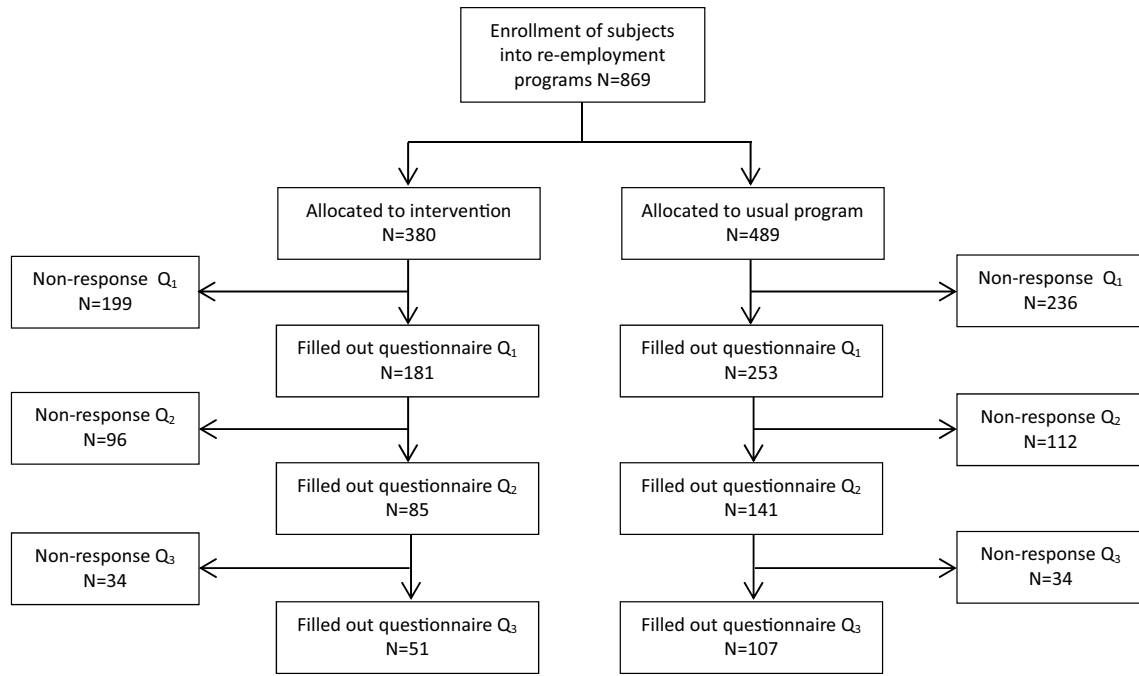 Enrollment of subjects
into re-employment
programs N=869
Allocated to intervention
N=380
Allocated to usual program
N=489
Non-response Q₁
N=199
Non-response Q₁
N=236
Filled out questionnaire Q₁
N=181
Filled out questionnaire Q₁
N=253
Non-response Q₂
N=96
Non-response Q₂
N=112
Filled out questionnaire Q₂
N=85
Filled out questionnaire Q₂
N=141
Non-response Q₃
N=34
Non-response Q₃
N=34
Filled out questionnaire Q₃
N=51
Filled out questionnaire Q₃
N=107